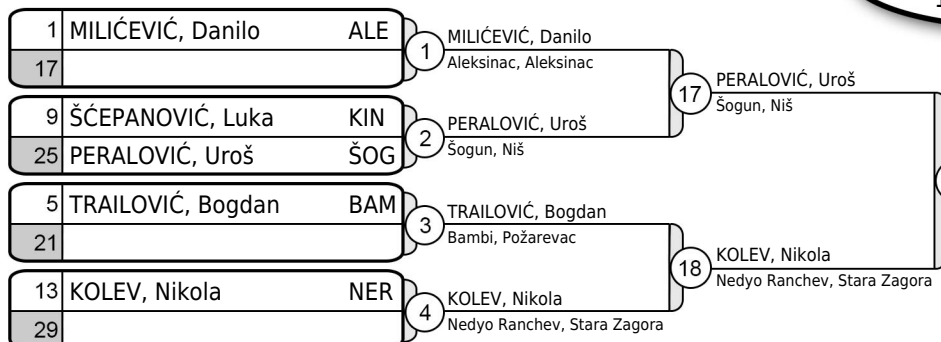 1 MILIĆEVIĆ, Danilo ALE
17
9 ŠĆEPANOVIĆ, Luka KIN
25 PERALOVIĆ, Uroš ŠOG
5 TRAILOVIĆ, Bogdan BAM
21
13 KOLEV, Nikola NER
29
1
MILIĆEVIĆ, Danilo
Aleksinac, Aleksinac
2
PERALOVIĆ, Uroš
Šogun, Niš
3
TRAILOVIĆ, Bogdan
Bambi, Požarevac
4
KOLEV, Nikola
Nedyo Ranchev, Stara Zagora
17
PERALOVIĆ, Uroš
Šogun, Niš
18
KOLEV, Nikola
Nedyo Ranchev, Stara Zagora